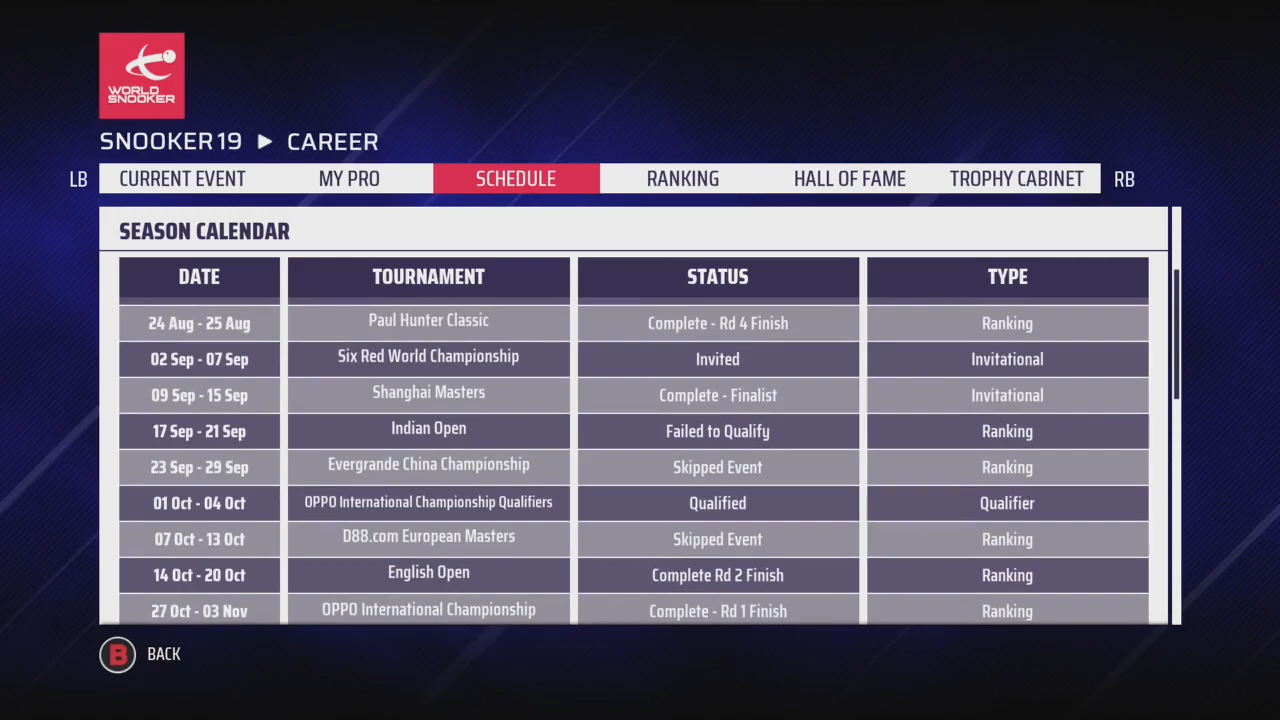 WORLD
SNOOKER
SNOOKER 19 ▶ CAREER
LB CURRENT EVENT MY PRO SCHEDULE RANKING HALL OF FAME TROPHY CABINET RB
SEASON CALENDAR
DATE TOURNAMENT STATUS TYPE
24 Aug - 25 Aug Paul Hunter Classic Complete - Rd 4 Finish Ranking
02 Sep - 07 Sep Six Red World Championship Invited Invitational
09 Sep - 15 Sep Shanghai Masters Complete - Finalist Invitational
17 Sep - 21 Sep Indian Open Failed to Qualify Ranking
23 Sep - 29 Sep Evergrande China Championship Skipped Event Ranking
01 Oct - 04 Oct OPPO International Championship Qualifiers Qualified Qualifier
07 Oct - 13 Oct D88.com European Masters Skipped Event Ranking
14 Oct - 20 Oct English Open Complete Rd 2 Finish Ranking
27 Oct - 03 Nov OPPO International Championship Complete - Rd 1 Finish Ranking
B BACK